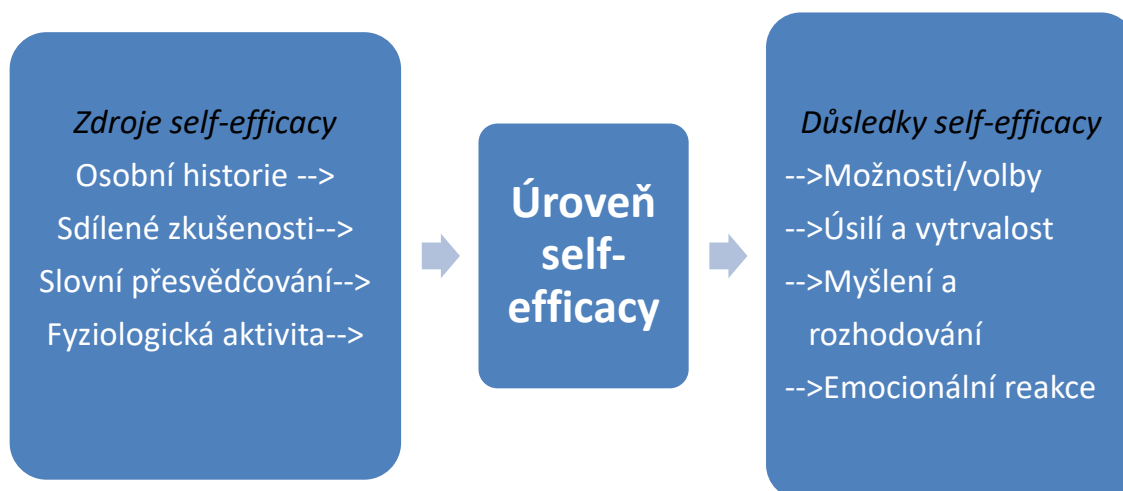 Zdroje self-efficacy
Osobní historie -->
Sdílené zkušenosti-->
Slovní přesvědčování-->
Fyziologická aktivita-->
Úroveň
self-
efficacy
Důsledky self-efficacy
-->Možnosti/volby
-->Úsilí a vytrvalost
-->Myšlení a
rozhodování
-->Emocionální reakce